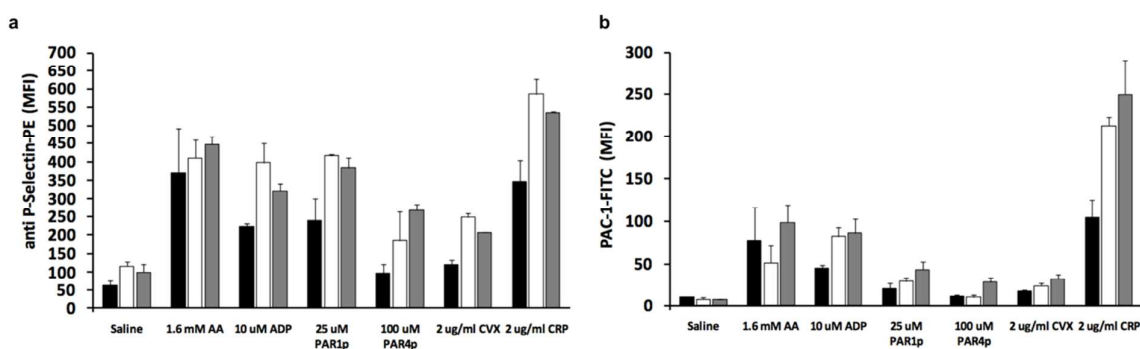 a
anti P-Selectin-PE (MFI)
700
650
600
550
500
450
400
350
300
250
200
150
100
50
0
Saline
1.6 mM AA
10 uM ADP
25 uM
PAR1p
100 uM
PAR4p
2 ug/ml CVX
2 ug/ml CRP
b
PAC-1-FITC (MFI)
300
250
200
150
100
50
0
Saline
1.6 mM AA
10 uM ADP
25 uM
PAR1p
100 uM
PAR4p
2 ug/ml CVX
2 ug/ml CRP